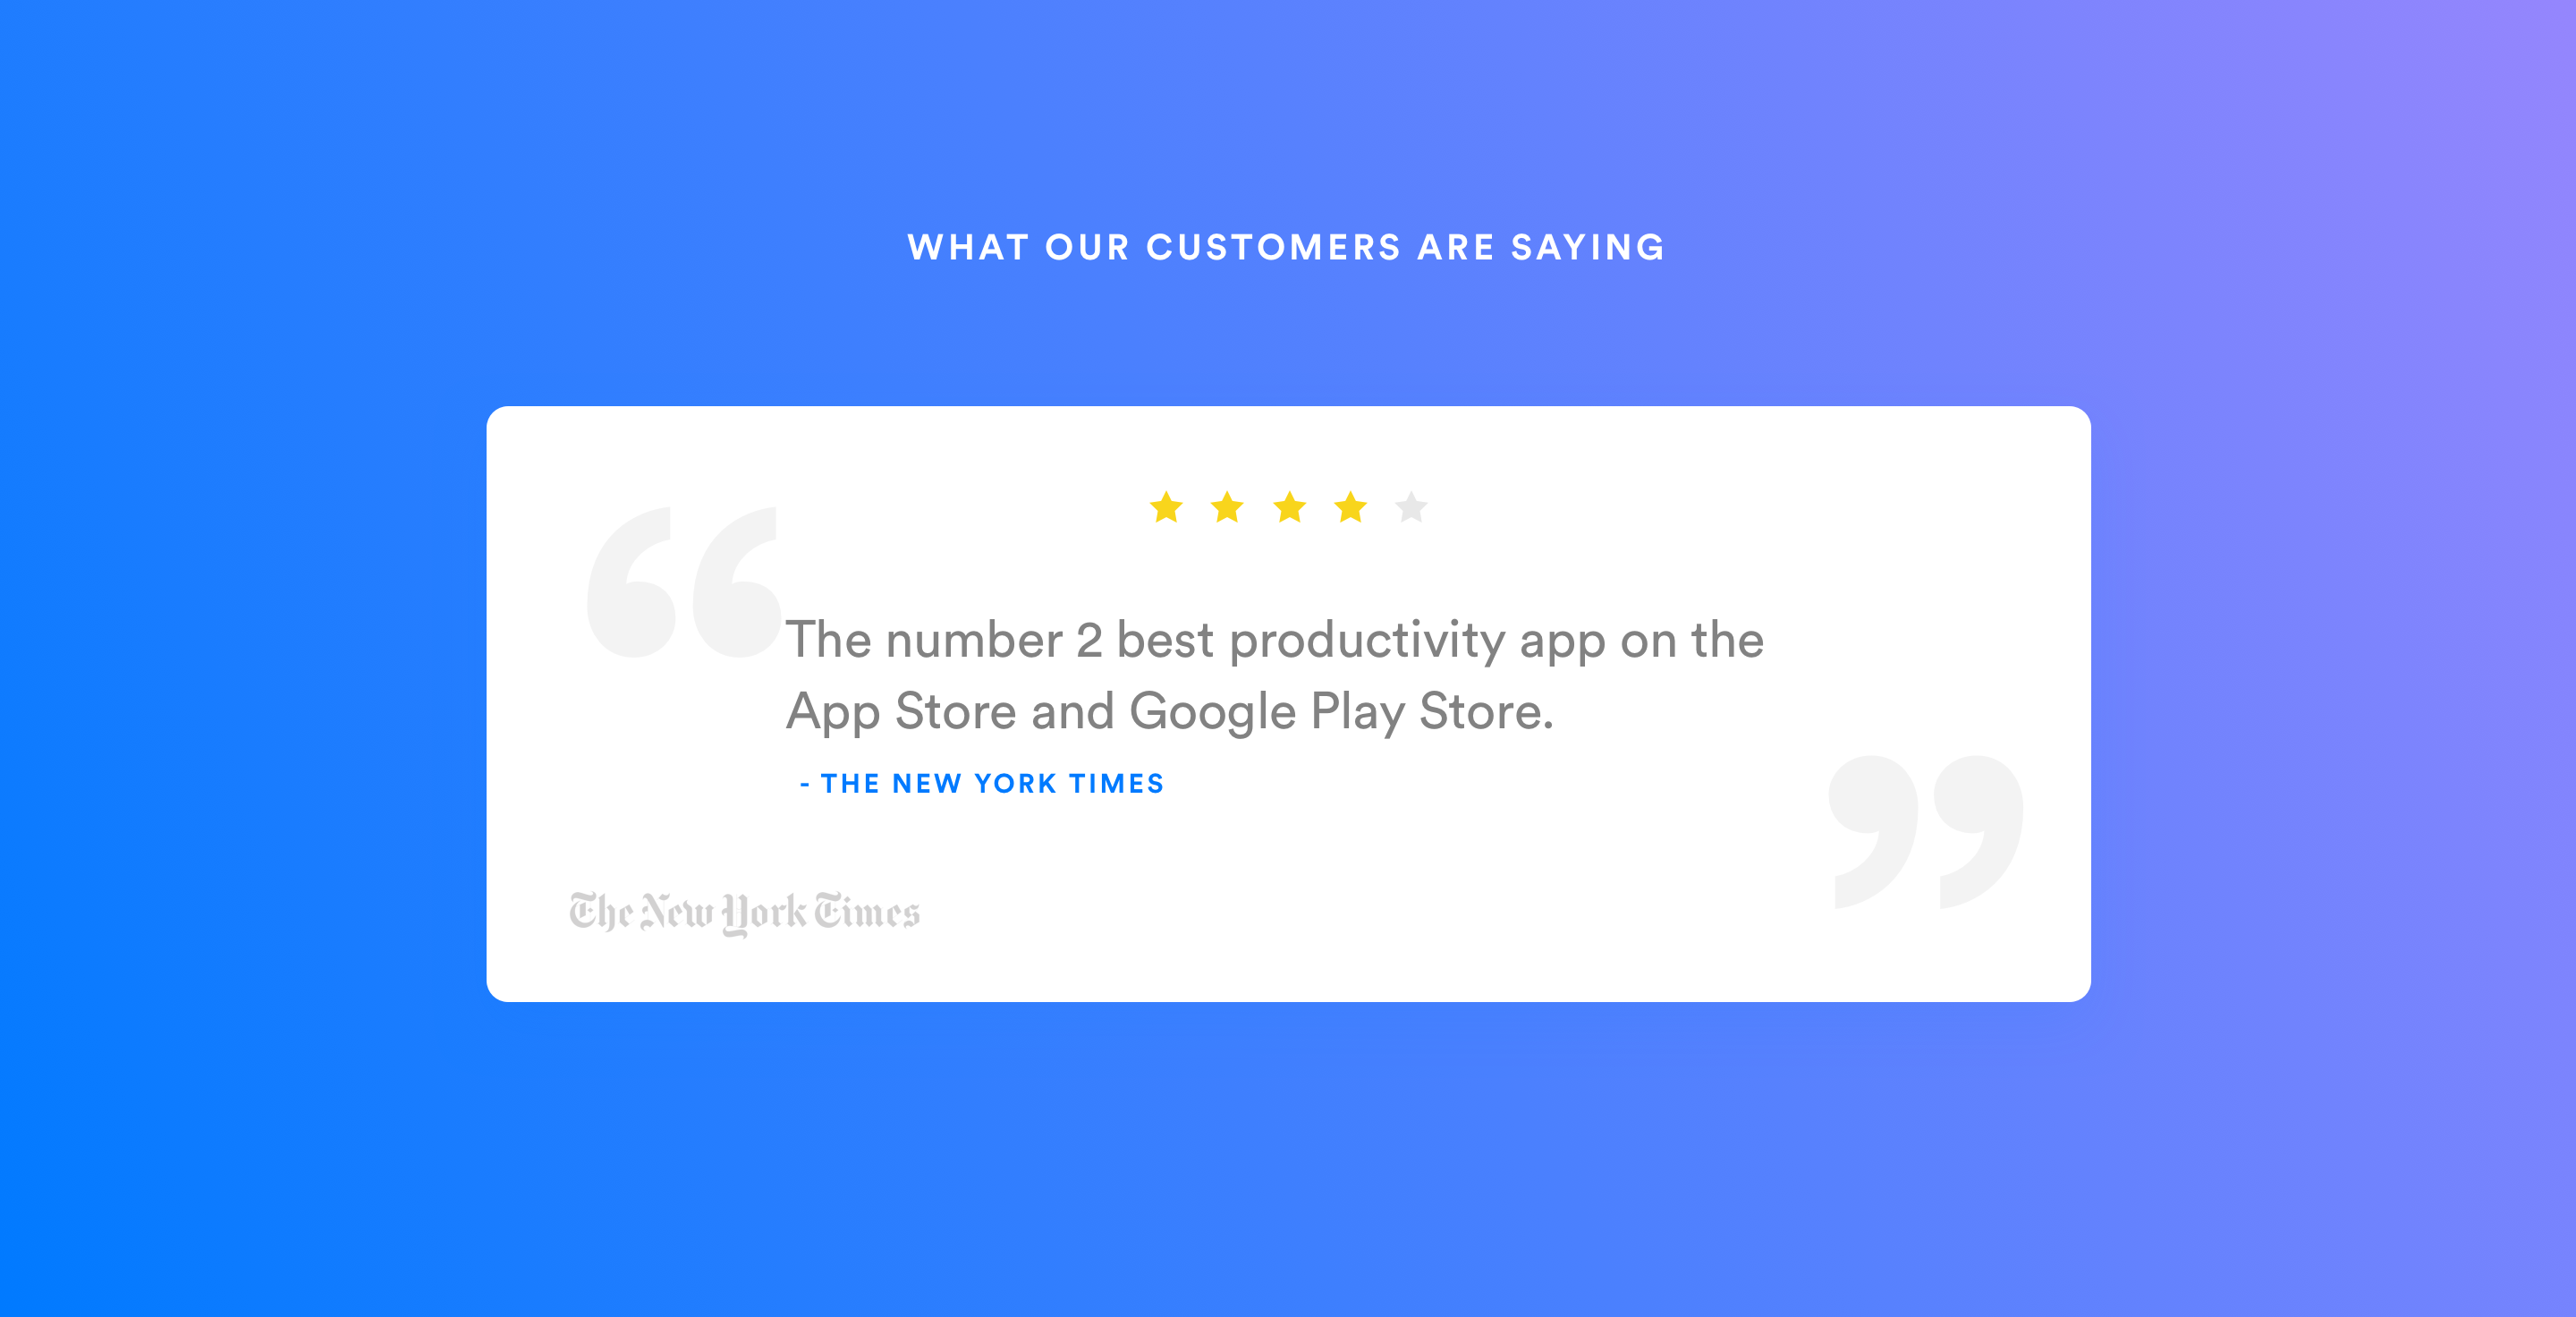 WHAT OUR CUSTOMERS ARE SAYING
The number 2 best productivity app on the
App Store and Google Play Store.
- THE NEW YORK TIMES
The New York Times